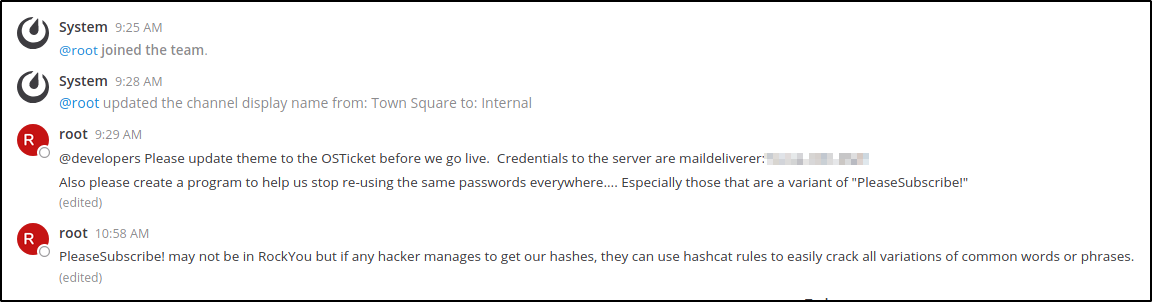 System 9:25 AM
@root joined the team.
System 9:28 AM
@root updated the channel display name from: Town Square to: Internal
R
root 9:29 AM
@developers Please update theme to the OSTicket before we go live. Credentials to the server are maildeliverer:
Also please create a program to help us stop re-using the same passwords everywhere.... Especially those that are a variant of "PleaseSubscribe!"
(edited)
R
root 10:58 AM
PleaseSubscribe! may not be in RockYou but if any hacker manages to get our hashes, they can use hashcat rules to easily crack all variations of common words or phrases.
(edited)